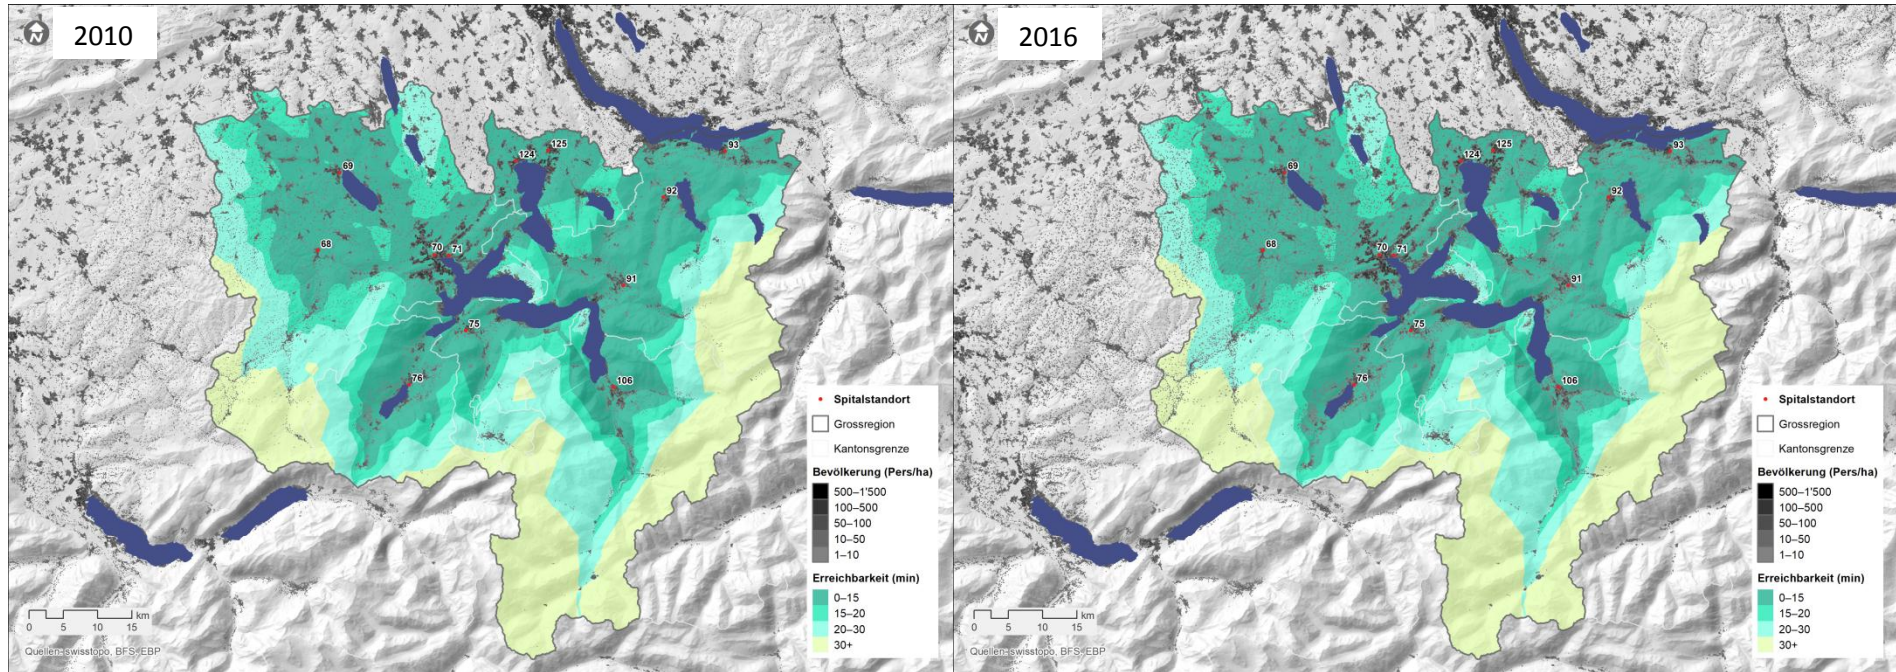 N
2010
124
125
93
69
92
68
70
71
91
75
76
106
Spitalstandort
Grossregion
Kantonsgrenze
Bevölkerung (Pers/ha)
500–1'500
100–500
50–100
10–50
1–10
Erreichbarkeit (min)
0–15
15–20
20–30
30+
km
0 5 10 15
Quellen: swisstopo, BFS, EBP
N
2016
124
125
93
69
92
68
70
71
91
75
76
106
Spitalstandort
Grossregion
Kantonsgrenze
Bevölkerung (Pers/ha)
500–1'500
100–500
50–100
10–50
1–10
Erreichbarkeit (min)
0–15
15–20
20–30
30+
km
0 5 10 15
Quellen: swisstopo, BFS, EBP